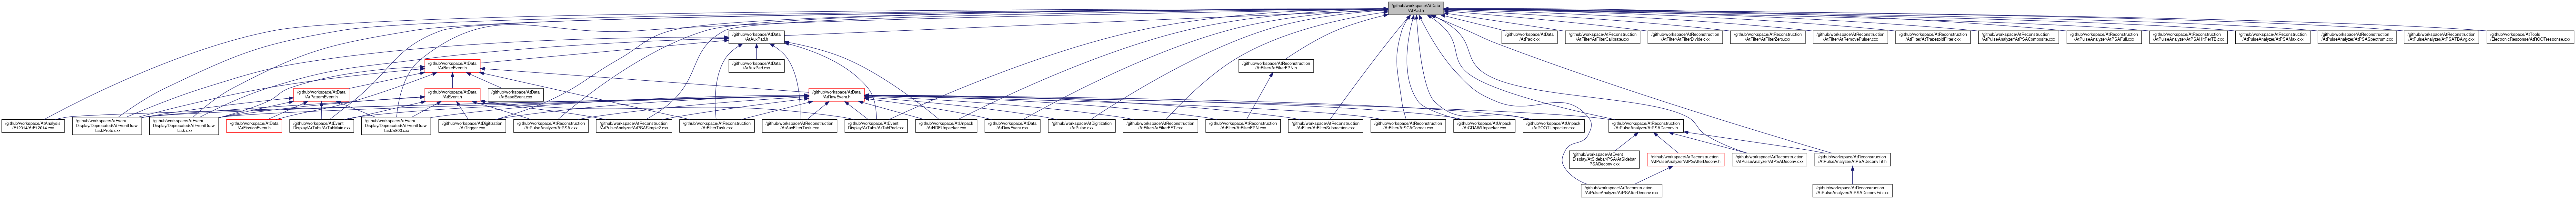 /github/workspace/AtData
/AtPad.h
/github/workspace/AtData
/AtAuxPad.h
/github/workspace/AtData
/AtPad.cxx
/github/workspace/AtReconstruction
/AtFilter/AtFilterCalibrate.cxx
/github/workspace/AtReconstruction
/AtFilter/AtFilterDivide.cxx
/github/workspace/AtReconstruction
/AtFilter/AtFilterZero.cxx
/github/workspace/AtReconstruction
/AtFilter/AtRemovePulser.cxx
/github/workspace/AtReconstruction
/AtFilter/AtTrapezoidFilter.cxx
/github/workspace/AtReconstruction
/AtPulseAnalyzer/AtPSAComposite.cxx
/github/workspace/AtReconstruction
/AtPulseAnalyzer/AtPSAFull.cxx
/github/workspace/AtReconstruction
/AtPulseAnalyzer/AtPSAHitPerTB.cxx
/github/workspace/AtReconstruction
/AtPulseAnalyzer/AtPSAMax.cxx
/github/workspace/AtReconstruction
/AtPulseAnalyzer/AtPSASpectrum.cxx
/github/workspace/AtReconstruction
/AtPulseAnalyzer/AtPSATBAvg.cxx
/github/workspace/AtTools
/ElectronicResponse/AtROOTresponse.cxx
/github/workspace/AtData
/AtBaseEvent.h
/github/workspace/AtData
/AtAuxPad.cxx
/github/workspace/AtReconstruction
/AtFilter/AtFilterFPN.h
/github/workspace/AtData
/AtPatternEvent.h
/github/workspace/AtData
/AtEvent.h
/github/workspace/AtData
/AtBaseEvent.cxx
/github/workspace/AtData
/AtRawEvent.h
/github/workspace/AtAnalysis
/E12014/AtE12014.cxx
/github/workspace/AtEvent
Display/Deprecated/AtEventDraw
TaskProto.cxx
/github/workspace/AtEvent
Display/Deprecated/AtEventDraw
Task.cxx
/github/workspace/AtData
/AtFissionEvent.h
/github/workspace/AtEvent
Display/AtTabs/AtTabMain.cxx
/github/workspace/AtEvent
Display/Deprecated/AtEventDraw
TaskS800.cxx
/github/workspace/AtDigitization
/AtTrigger.cxx
/github/workspace/AtReconstruction
/AtPulseAnalyzer/AtPSA.cxx
/github/workspace/AtReconstruction
/AtPulseAnalyzer/AtPSASimple2.cxx
/github/workspace/AtReconstruction
/AtFilterTask.cxx
/github/workspace/AtReconstruction
/AtAuxFilterTask.cxx
/github/workspace/AtEvent
Display/AtTabs/AtTabPad.cxx
/github/workspace/AtUnpack
/AtHDFUnpacker.cxx
/github/workspace/AtData
/AtRawEvent.cxx
/github/workspace/AtDigitization
/AtPulse.cxx
/github/workspace/AtReconstruction
/AtFilter/AtFilterFFT.cxx
/github/workspace/AtReconstruction
/AtFilter/AtFilterFPN.cxx
/github/workspace/AtReconstruction
/AtFilter/AtFilterSubtraction.cxx
/github/workspace/AtReconstruction
/AtFilter/AtSCACorrect.cxx
/github/workspace/AtUnpack
/AtGRAWUnpacker.cxx
/github/workspace/AtUnpack
/AtROOTUnpacker.cxx
/github/workspace/AtReconstruction
/AtPulseAnalyzer/AtPSADeconv.h
/github/workspace/AtEvent
Display/AtSidebar/PSA/AtSidebar
PSADeconv.cxx
/github/workspace/AtReconstruction
/AtPulseAnalyzer/AtPSAIterDeconv.h
/github/workspace/AtReconstruction
/AtPulseAnalyzer/AtPSADeconv.cxx
/github/workspace/AtReconstruction
/AtPulseAnalyzer/AtPSADeconvFit.h
/github/workspace/AtReconstruction
/AtPulseAnalyzer/AtPSAIterDeconv.cxx
/github/workspace/AtReconstruction
/AtPulseAnalyzer/AtPSADeconvFit.cxx